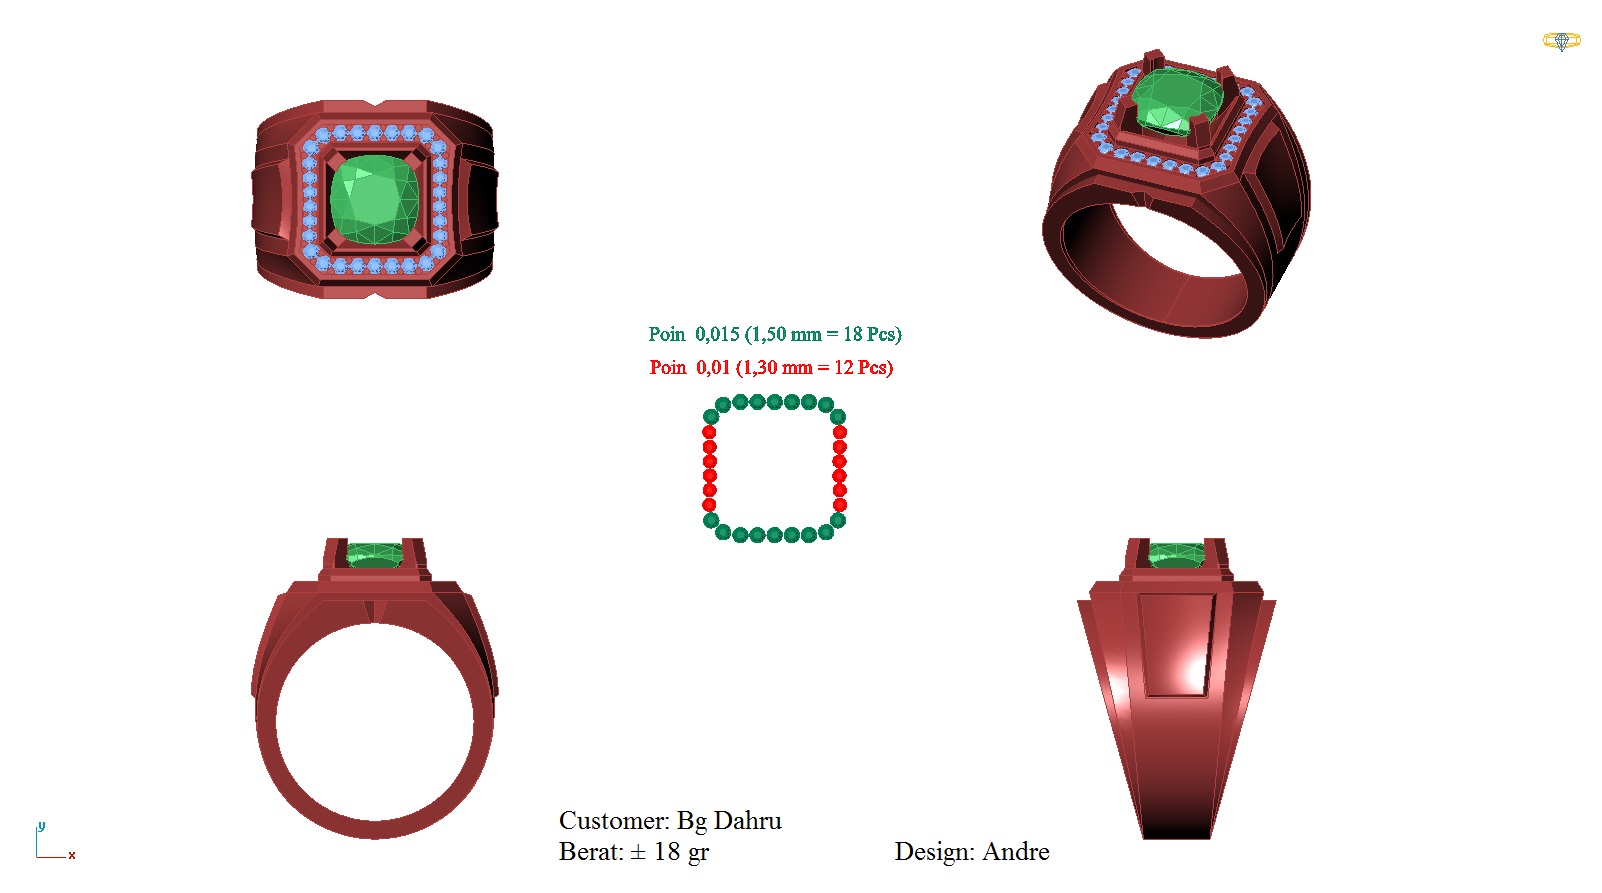 Poin 0,015 (1,50 mm = 18 Pcs)
Poin 0,01 (1,30 mm = 12 Pcs)
Customer: Bg Dahru
Berat: ± 18 gr
Design: Andre
y
x